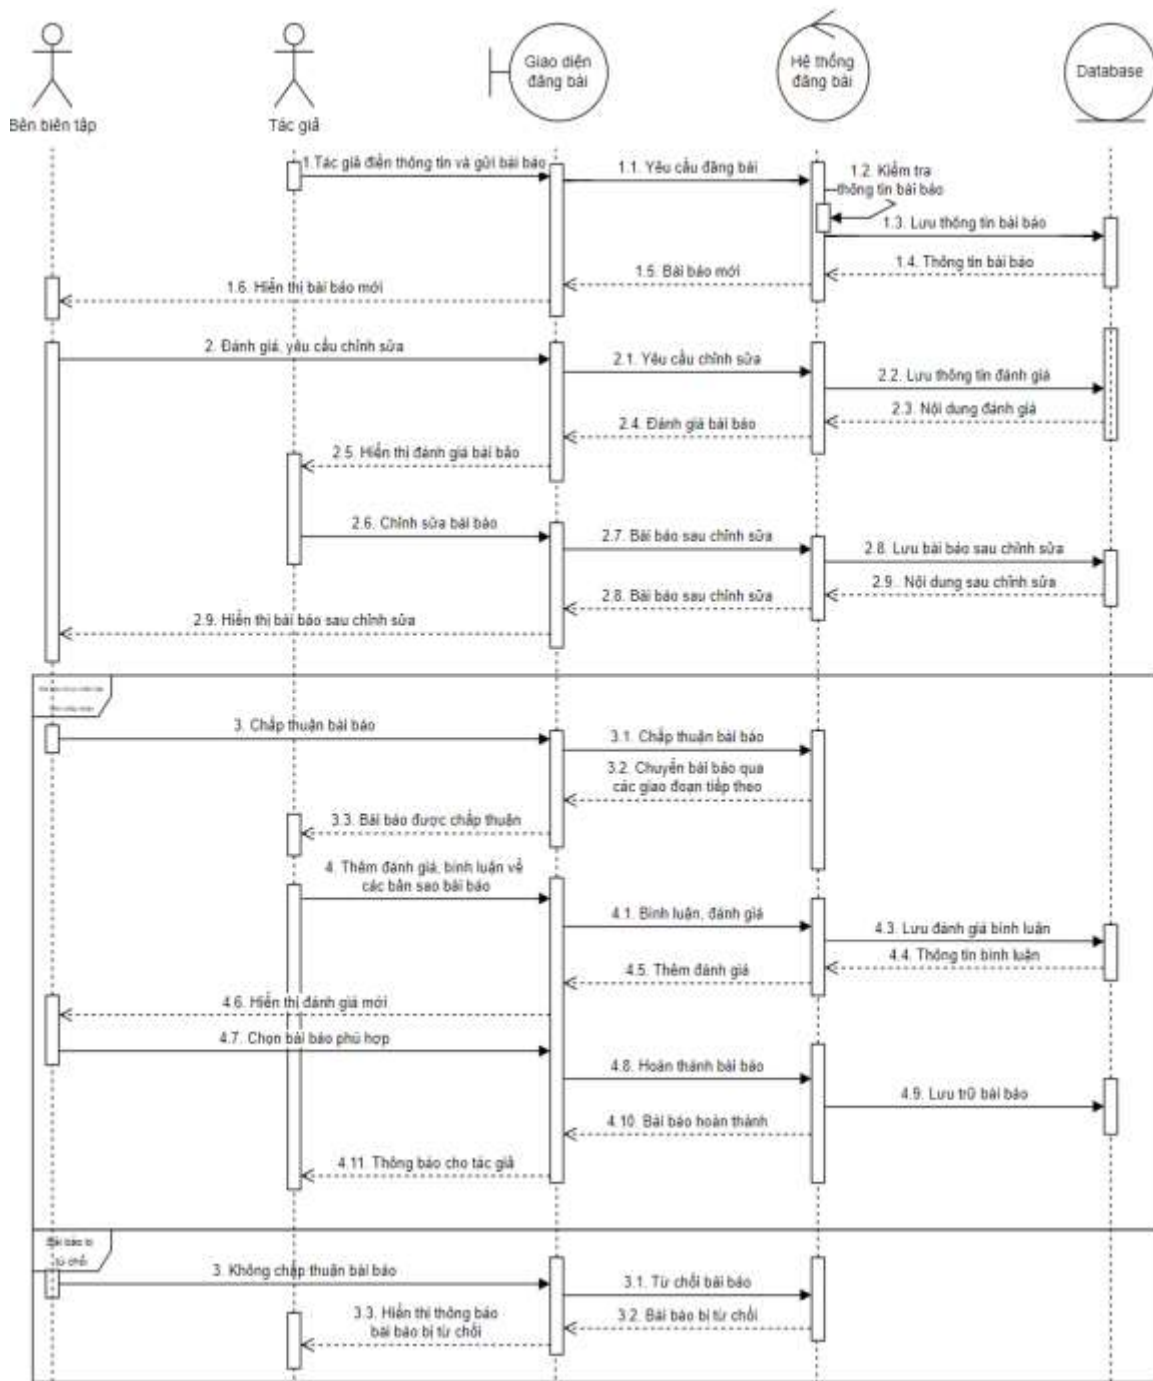 Giao diện
đăng bài
Hệ thống
đăng bài
Database
Bên biên tập
Tác giả
1.Tác giả điền thông tin và gửi bài báo
1.1. Yêu cầu đăng bài
1.2. Kiểm tra
thông tin bài báo
1.3. Lưu thông tin bài báo
1.4. Thông tin bài báo
1.5. Bài báo mới
1.6. Hiển thị bài báo mới
2. Đánh giá, yêu cầu chỉnh sửa
2.1. Yêu cầu chỉnh sửa
2.2. Lưu thông tin đánh giá
2.3. Nội dung đánh giá
2.4. Đánh giá bài báo
2.5. Hiển thị đánh giá bài báo
2.6. Chỉnh sửa bài báo
2.7. Bài báo sau chỉnh sửa
2.8. Lưu bài báo sau chỉnh sửa
2.9. Nội dung sau chỉnh sửa
2.8. Bài báo sau chỉnh sửa
2.9. Hiển thị bài báo sau chỉnh sửa
3. Chấp thuận bài báo
3.1. Chấp thuận bài báo
3.2. Chuyển bài báo qua
các giao đoạn tiếp theo
3.3. Bài báo được chấp thuận
4. Thêm đánh giá, bình luận về
các bản sao bài báo
4.1. Bình luận, đánh giá
4.3. Lưu đánh giá bình luận
4.4. Thông tin bình luận
4.5. Thêm đánh giá
4.6. Hiển thị đánh giá mới
4.7. Chọn bài báo phù hợp
4.8. Hoàn thành bài báo
4.9. Lưu trữ bài báo
4.10. Bài báo hoàn thành
4.11. Thông báo cho tác giả
Bài báo bị
từ chối
3. Không chấp thuận bài báo
3.1. Từ chối bài báo
3.2. Bài báo bị từ chối
3.3. Hiển thị thông báo
bài báo bị từ chối